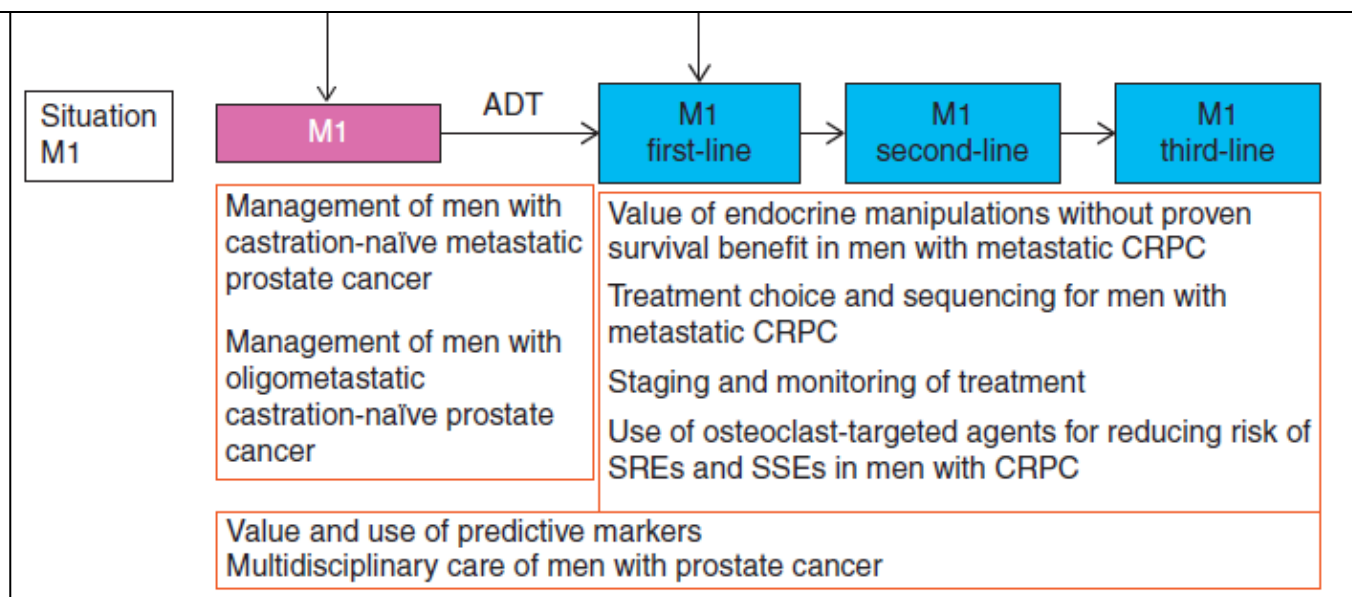 Situation
M1
M1
ADT
M1
first-line
M1
second-line
M1
third-line
Management of men with
castration-naïve metastatic
prostate cancer
Management of men with
oligometastatic
castration-naïve prostate
cancer
Value of endocrine manipulations without proven
survival benefit in men with metastatic CRPC
Treatment choice and sequencing for men with
metastatic CRPC
Staging and monitoring of treatment
Use of osteoclast-targeted agents for reducing risk of
SREs and SSEs in men with CRPC
Value and use of predictive markers
Multidisciplinary care of men with prostate cancer